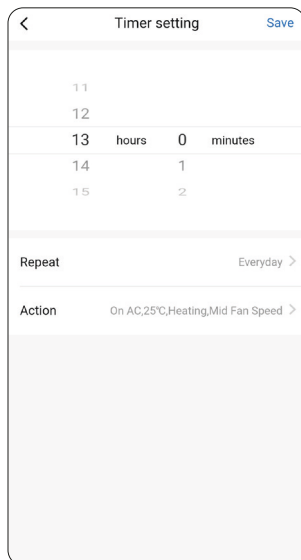 Timer setting Save
11
12
13 hours 0 minutes
14 1
15 2
Repeat Everyday
Action On AC,25℃,Heating,Mid Fan Speed